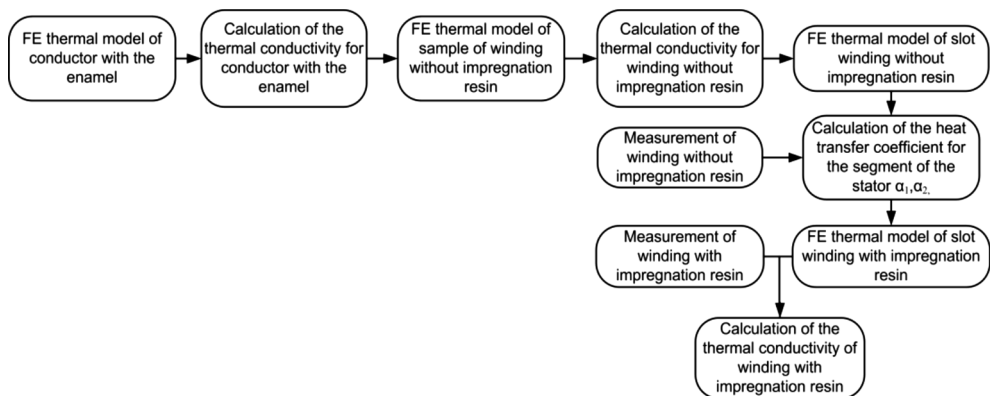 FE thermal model of
conductor with the
enamel
Calculation of the
thermal conductivity for
conductor with the
enamel
FE thermal model of
sample of winding
without impregnation
resin
Calculation of the
thermal conductivity for
winding without
impregnation resin
FE thermal model of slot
winding without
impregnation resin
Measurement of
winding without
impregnation resin
Calculation of the heat
transfer coefficient for
the segment of the
stator α₁,α₂.
Measurement of
winding with
impregnation resin
FE thermal model of slot
winding with impregnation
resin
Calculation of the
thermal conductivity of
winding with
impregnation resin